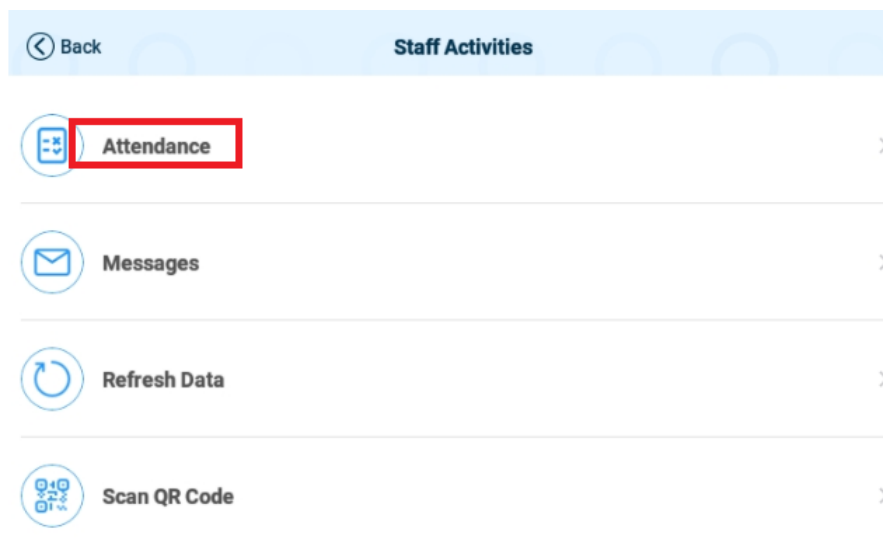 Back
Staff Activities
Attendance
Messages
Refresh Data
Scan QR Code